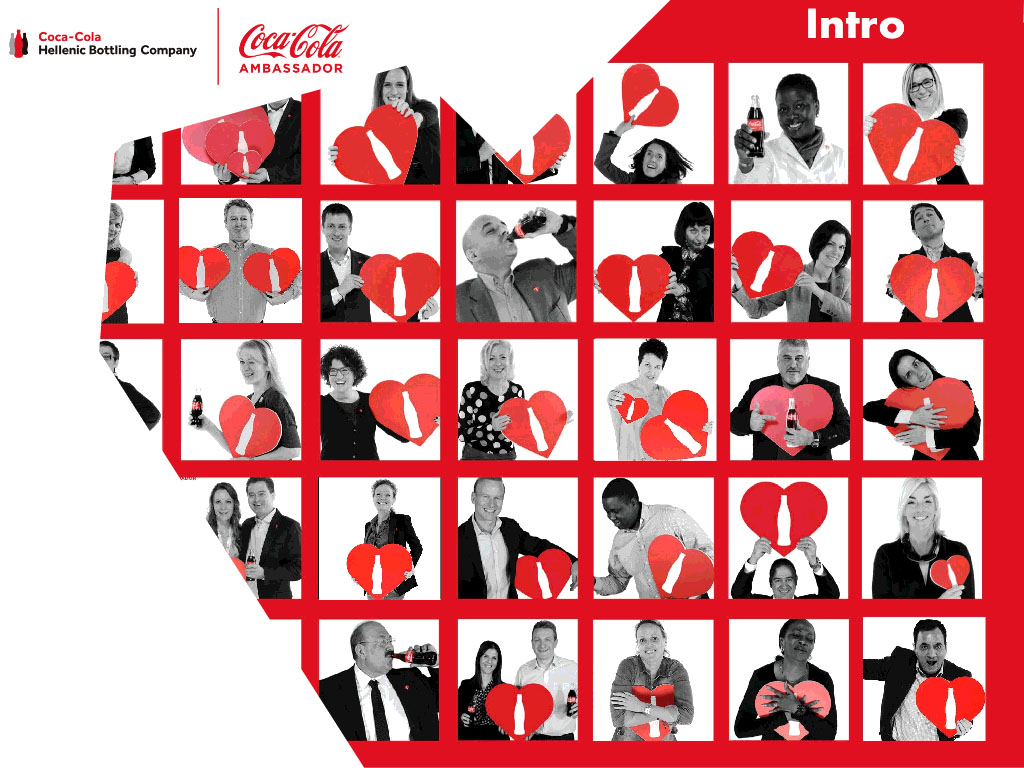 Intro
Coca-Cola
Hellenic Bottling Company
Coca-Cola
AMBASSADOR